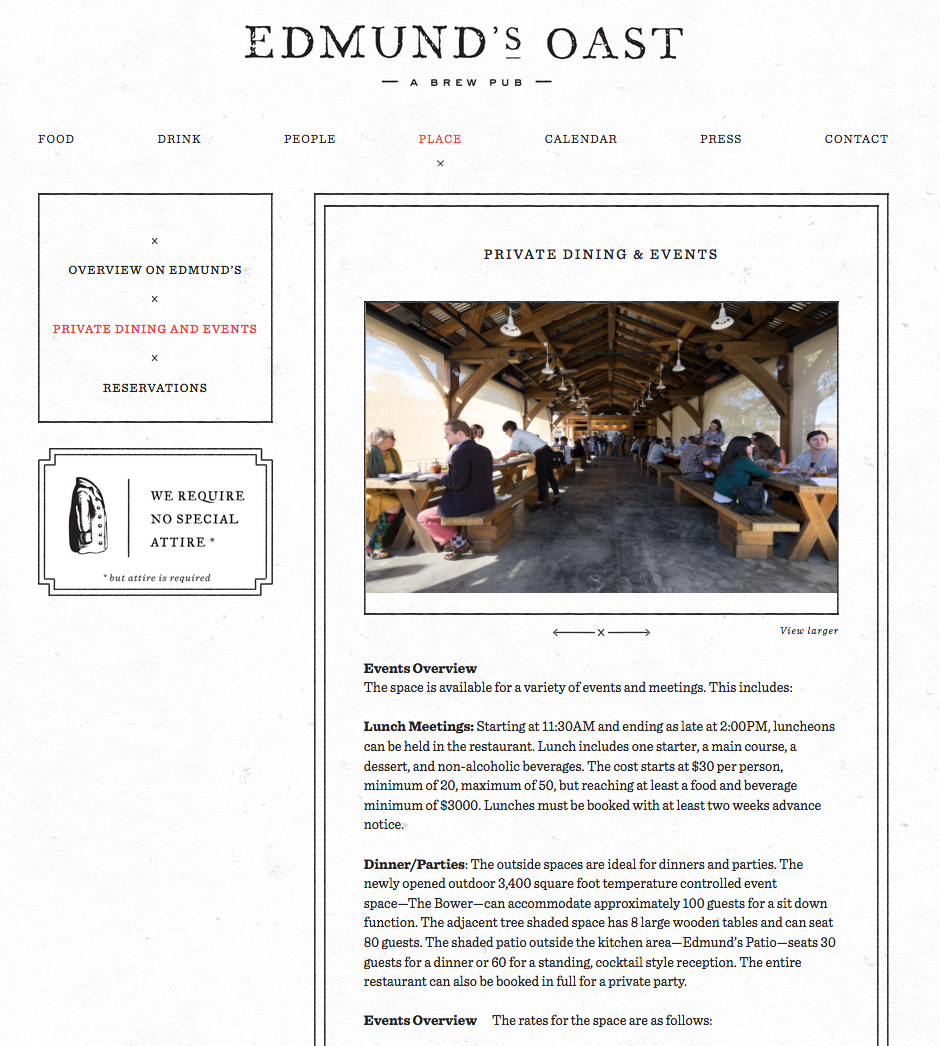 EDMUND'S OAST
— A BREW PUB —
FOOD DRINK PEOPLE PLACE CALENDAR PRESS CONTACT
x
x
OVERVIEW ON EDMUND'S
x
PRIVATE DINING AND EVENTS
x
RESERVATIONS
WE REQUIRE
NO SPECIAL
ATTIRE *
* but attire is required
PRIVATE DINING & EVENTS
x
View larger
Events Overview
The space is available for a variety of events and meetings. This includes:
Lunch Meetings: Starting at 11:30AM and ending as late at 2:00PM, luncheons
can be held in the restaurant. Lunch includes one starter, a main course, a
dessert, and non-alcoholic beverages. The cost starts at $30 per person,
minimum of 20, maximum of 50, but reaching at least a food and beverage
minimum of $3000. Lunches must be booked with at least two weeks advance
notice.
Dinner/Parties: The outside spaces are ideal for dinners and parties. The
newly opened outdoor 3,400 square foot temperature controlled event
space—The Bower—can accommodate approximately 100 guests for a sit down
function. The adjacent tree shaded space has 8 large wooden tables and can seat
80 guests. The shaded patio outside the kitchen area—Edmund's Patio—seats 30
guests for a dinner or 60 for a standing, cocktail style reception. The entire
restaurant can also be booked in full for a private party.
Events Overview The rates for the space are as follows: